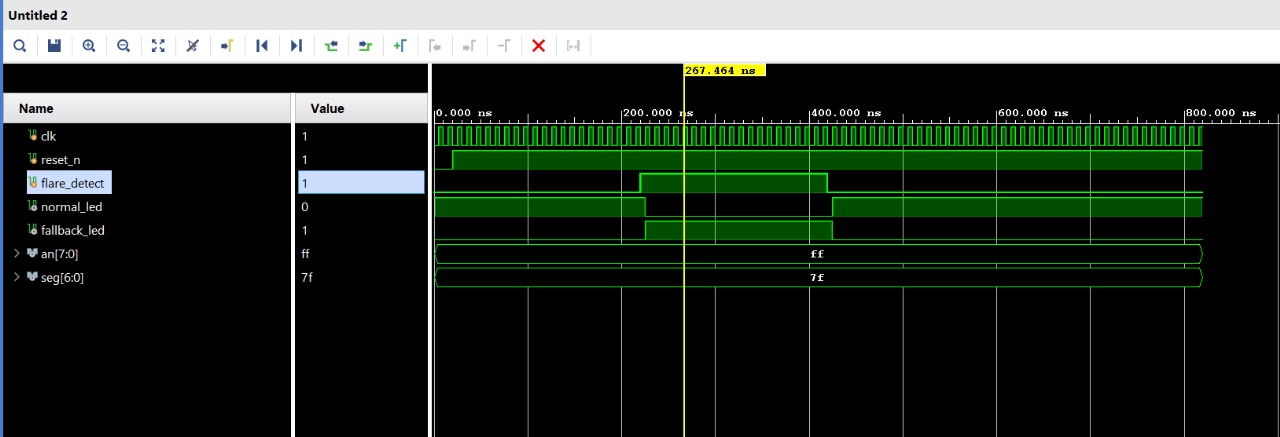 Untitled 2
267.464 ns
Name Value
0.000 ns 200.000 ns 400.000 ns 600.000 ns 800.000 ns
clk 1
reset_n 1
flare_detect 1
normal_led 0
fallback_led 1
an[7:0] ff ff
seg[6:0] 7f 7f